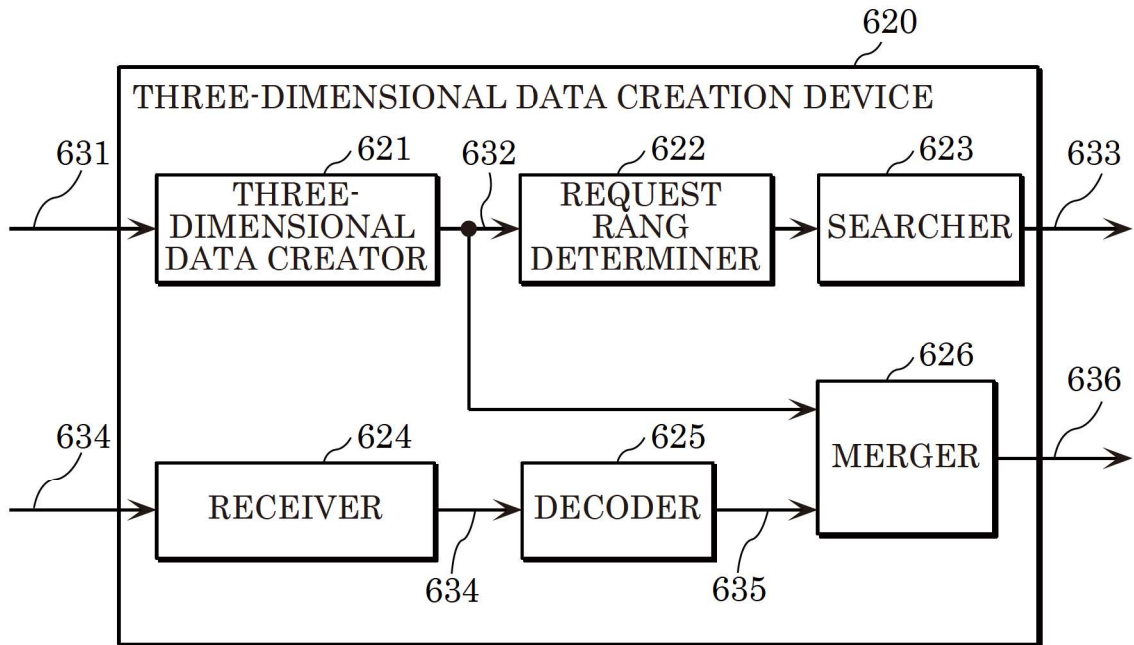 620
THREE-DIMENSIONAL DATA CREATION DEVICE
631
621
632
622
623
633
THREE-
DIMENSIONAL
DATA CREATOR
REQUEST
RANG
DETERMINER
SEARCHER
626
636
634
624
625
MERGER
RECEIVER
DECODER
634
635